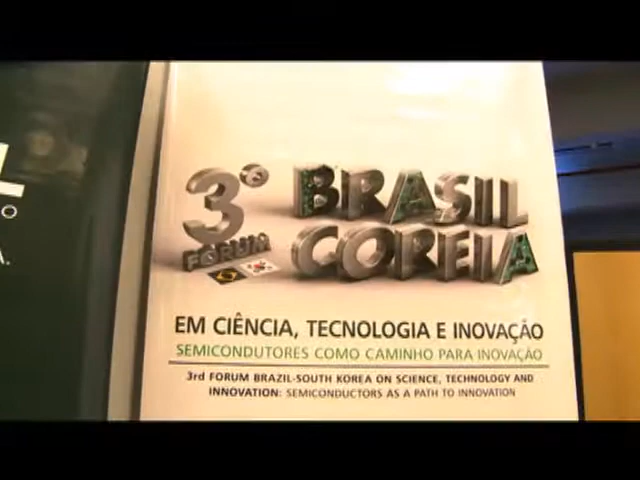 3º
FORUM
BRASIL
COREIA
EM CIÊNCIA, TECNOLOGIA E INOVAÇÃO
SEMICONDUTORES COMO CAMINHO PARA INOVAÇÃO
3rd FORUM BRAZIL-SOUTH KOREA ON SCIENCE, TECHNOLOGY AND
INNOVATION: SEMICONDUCTORS AS A PATH TO INNOVATION